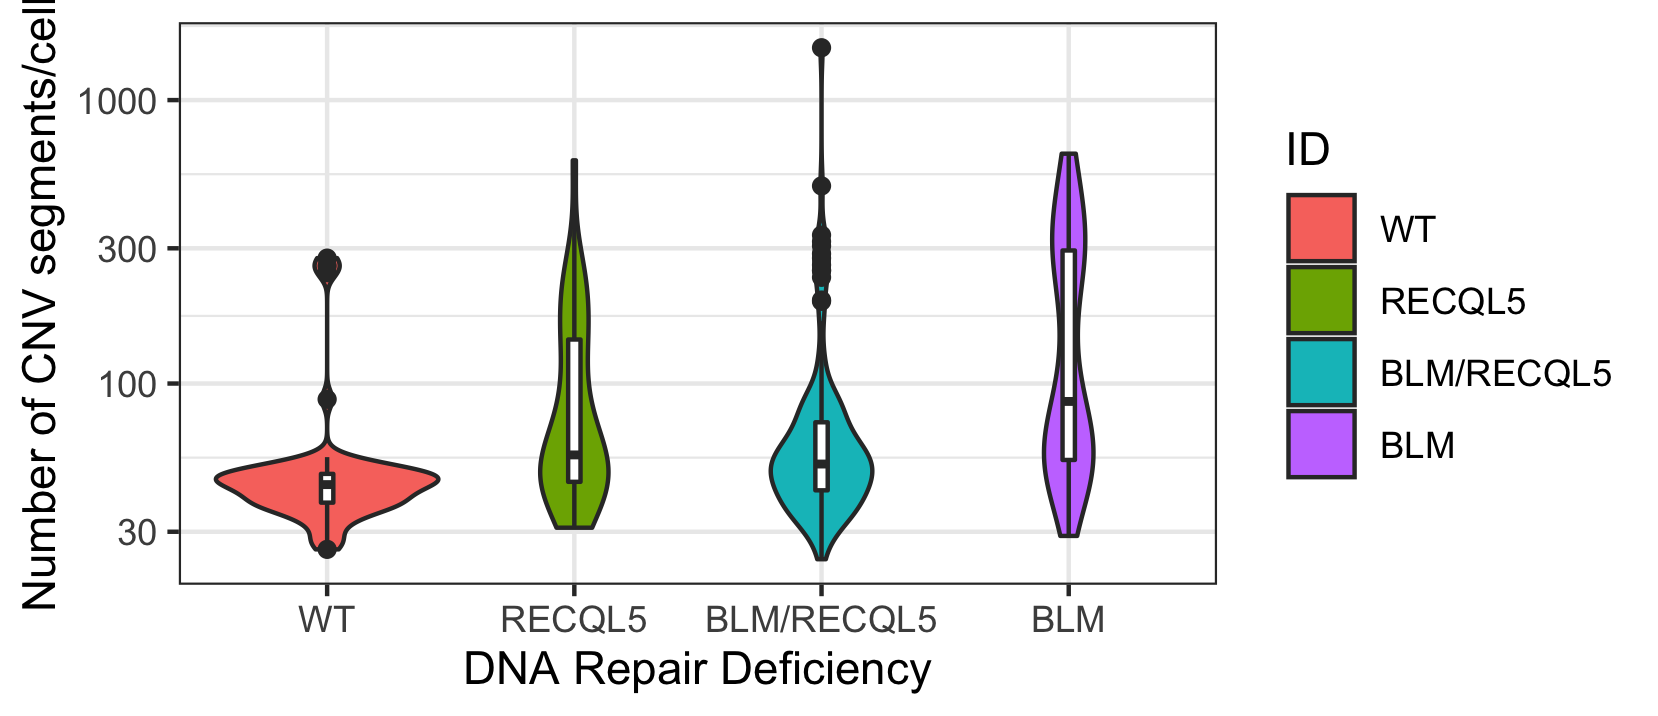 Number of CNV segments/cell
1000
300
100
30
WT
RECQL5
BLM/RECQL5
BLM
DNA Repair Deficiency
ID
WT
RECQL5
BLM/RECQL5
BLM